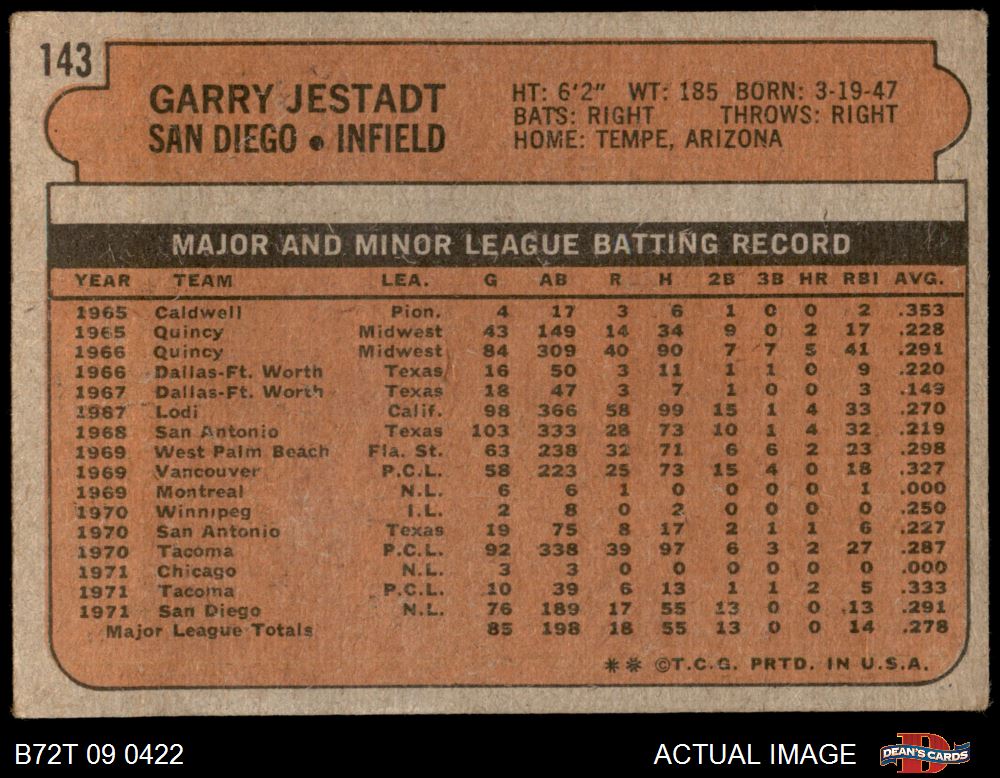 143
GARRY JESTADT
SAN DIEGO • INFIELD
HT: 6'2" WT: 185 BORN: 3-19-47
BATS: RIGHT THROWS: RIGHT
HOME: TEMPE, ARIZONA
MAJOR AND MINOR LEAGUE BATTING RECORD
YEAR TEAM LEA. G AB R H 2B 3B HR RBI AVG.
1965 Caldwell Pion. 4 17 3 6 1 0 0 2 .353
1965 Quincy Midwest 43 149 14 34 9 0 2 17 .228
1966 Quincy Midwest 84 309 40 90 7 7 5 41 .291
1966 Dallas-Ft. Worth Texas 16 50 3 11 1 1 0 9 .220
1967 Dallas-Ft. Worth Texas 18 47 3 7 1 0 0 3 .149
1967 Lodi Calif. 98 366 58 99 15 1 4 33 .270
1968 San Antonio Texas 103 333 28 73 10 1 4 32 .219
1969 West Palm Beach Fla. St. 63 238 32 71 6 6 2 23 .298
1969 Vancouver P.C.L. 58 223 25 73 15 4 0 18 .327
1969 Montreal N.L. 6 6 1 0 0 0 0 1 .000
1970 Winnipeg I.L. 2 8 0 2 0 0 0 0 .250
1970 San Antonio Texas 19 75 8 17 2 1 1 6 .227
1970 Tacoma P.C.L. 92 338 39 97 6 3 2 27 .287
1971 Chicago N.L. 3 3 0 0 0 0 0 0 .000
1971 Tacoma P.C.L. 10 39 6 13 1 1 2 5 .333
1971 San Diego N.L. 76 189 17 55 13 0 0 13 .291
Major League Totals 85 198 18 55 13 0 0 14 .278
** ©T.C.G. PRTD. IN U.S.A.
B72T 09 0422 ACTUAL IMAGE DEAN'S CARDS